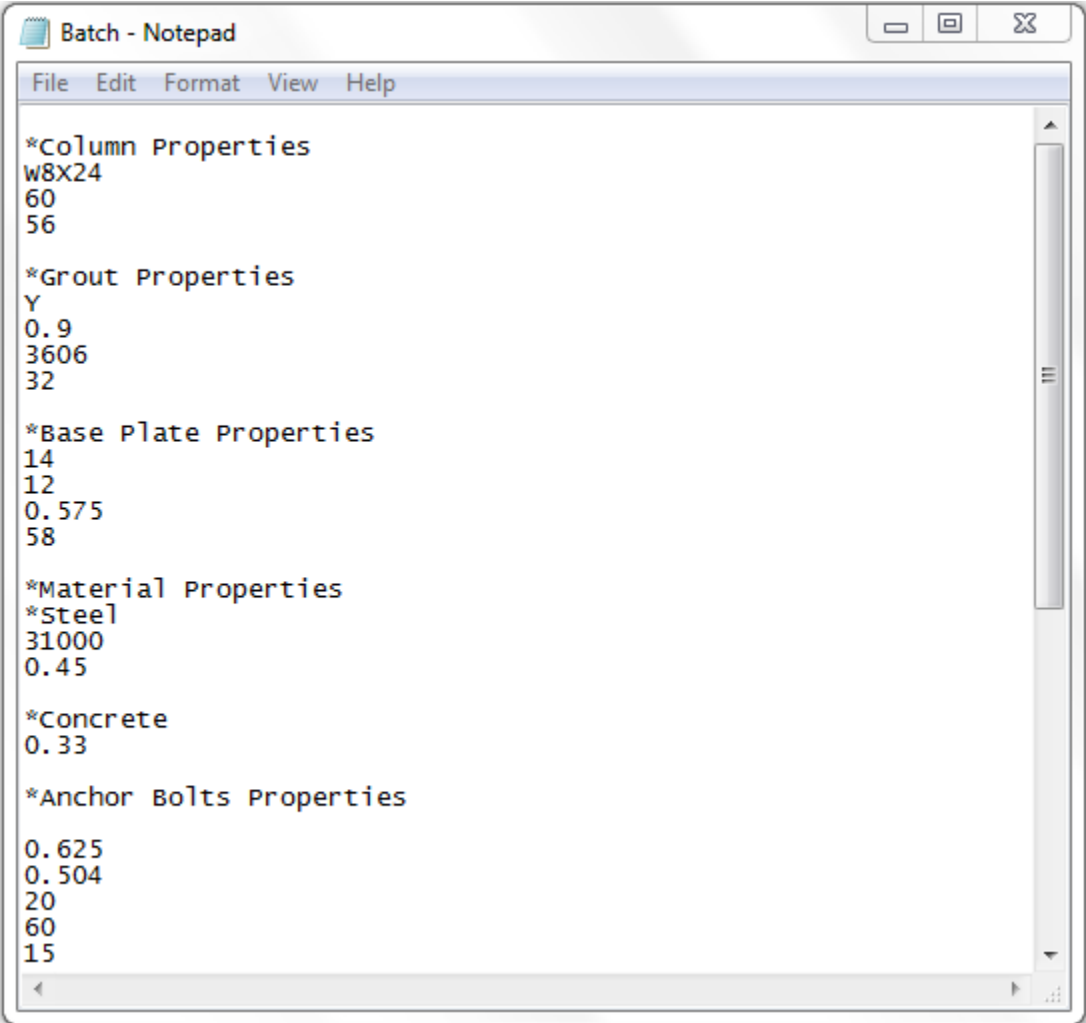 Batch - Notepad
File Edit Format View Help
*Column Properties
W8X24
60
56
*Grout Properties
Y
0.9
3606
32
*Base Plate Properties
14
12
0.575
58
*Material Properties
*Steel
31000
0.45
*Concrete
0.33
*Anchor Bolts Properties
0.625
0.504
20
60
15